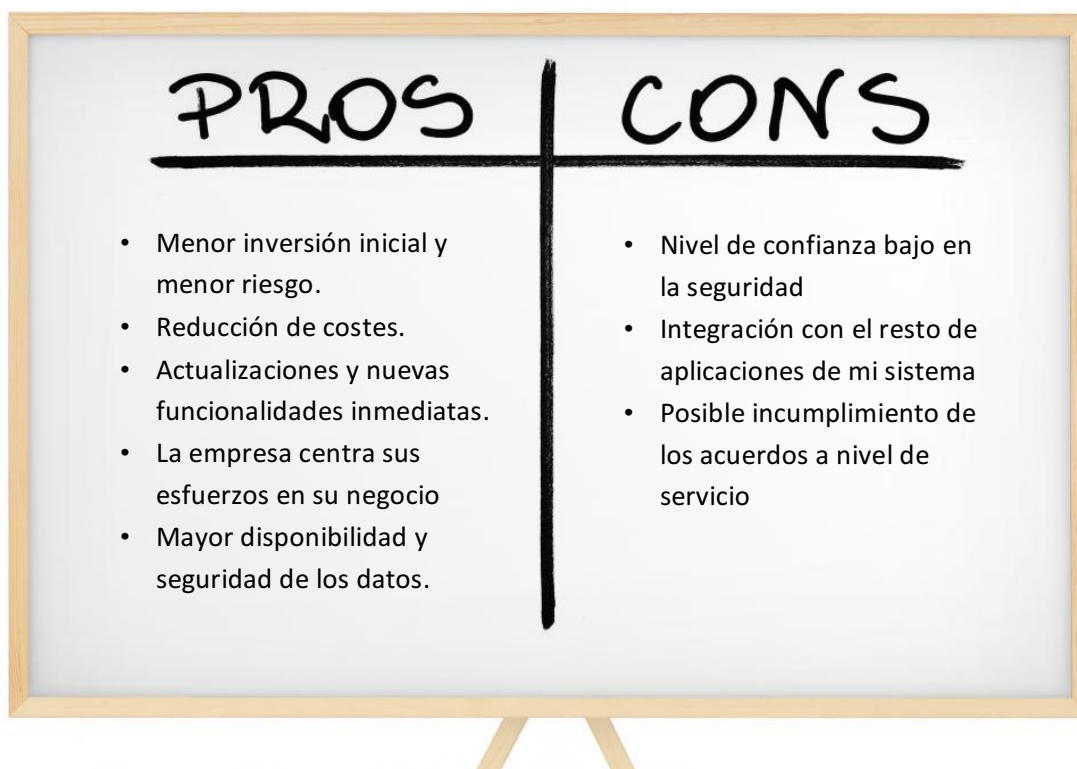 PROS
CONS
• Menor inversión inicial y
menor riesgo.
• Reducción de costes.
• Actualizaciones y nuevas
funcionalidades inmediatas.
• La empresa centra sus
esfuerzos en su negocio
• Mayor disponibilidad y
seguridad de los datos.
• Nivel de confianza bajo en
la seguridad
• Integración con el resto de
aplicaciones de mi sistema
• Posible incumplimiento de
los acuerdos a nivel de
servicio